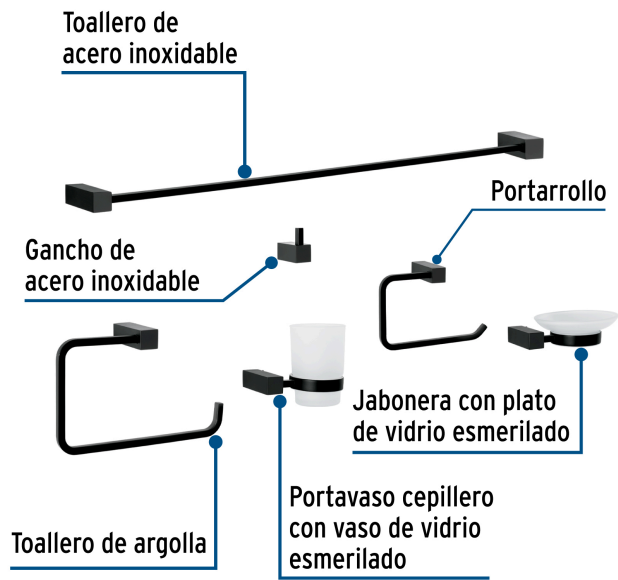 Toallero de
acero inoxidable
Portarrollo
Gancho de
acero inoxidable
Jabonera con plato
de vidrio esmerilado
Portavaso cepillero
con vaso de vidrio
esmerilado
Toallero de argolla